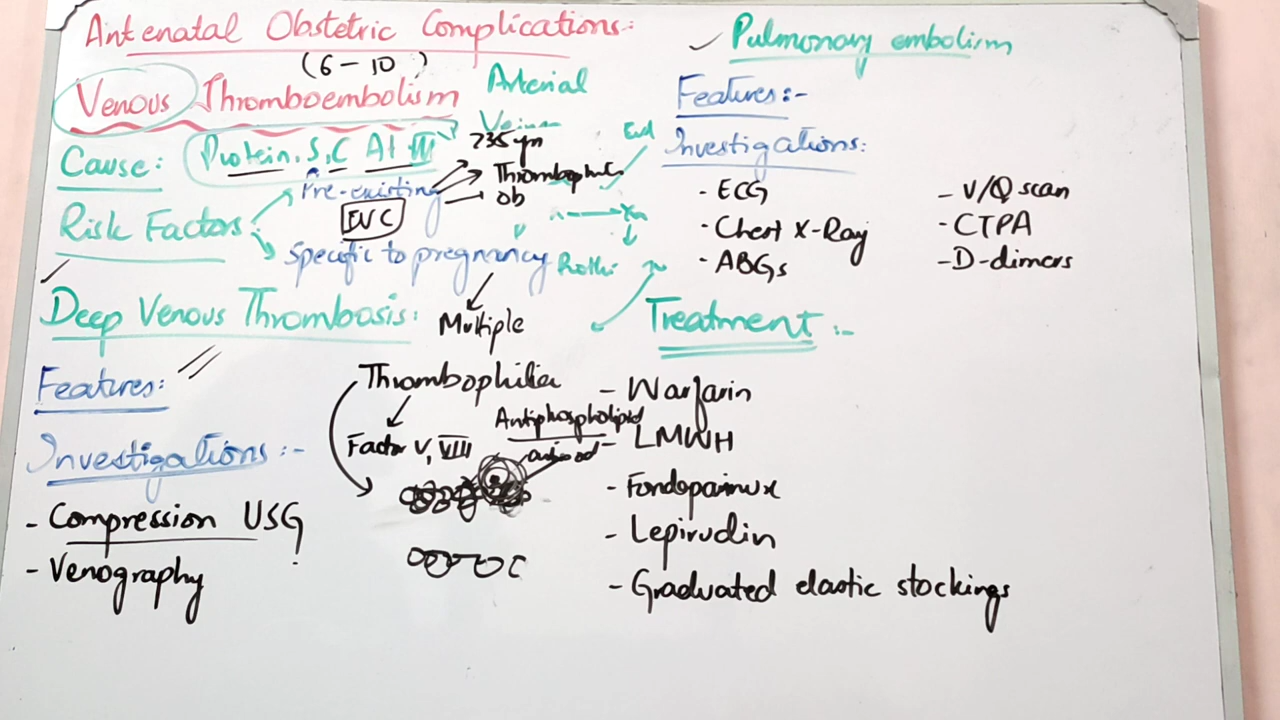 Antenatal Obstetric Complications:-
(6-10)
Venous Thromboembolism
Arterial
Cause: Protein, S, C At III
Risk Factors
Pre-existing
EVC
>35 yr
ob
Specific to pregnancy
Multiple
Deep Venous Thrombosis:
Features:
Investigations:-
- Compression USG
- Venography
Thrombophilia
Factor V, VIII
Antiphospholipid
✓ Pulmonary embolism
Features:-
Investigations:
- ECG
- Chest X-Ray
- ABGs
- V/Q scan
- CTPA
- D-dimers
Treatment:-
- Warfarin
- LMWH
- Fondaparinux
- Lepirudin
- Graduated elastic stockings